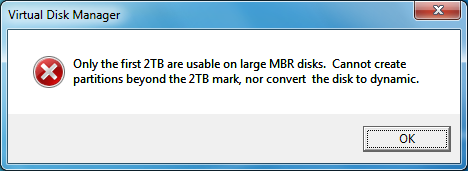 Virtual Disk Manager
Only the first 2TB are usable on large MBR disks.  Cannot create
partitions beyond the 2TB mark, nor convert  the disk to dynamic.
OK